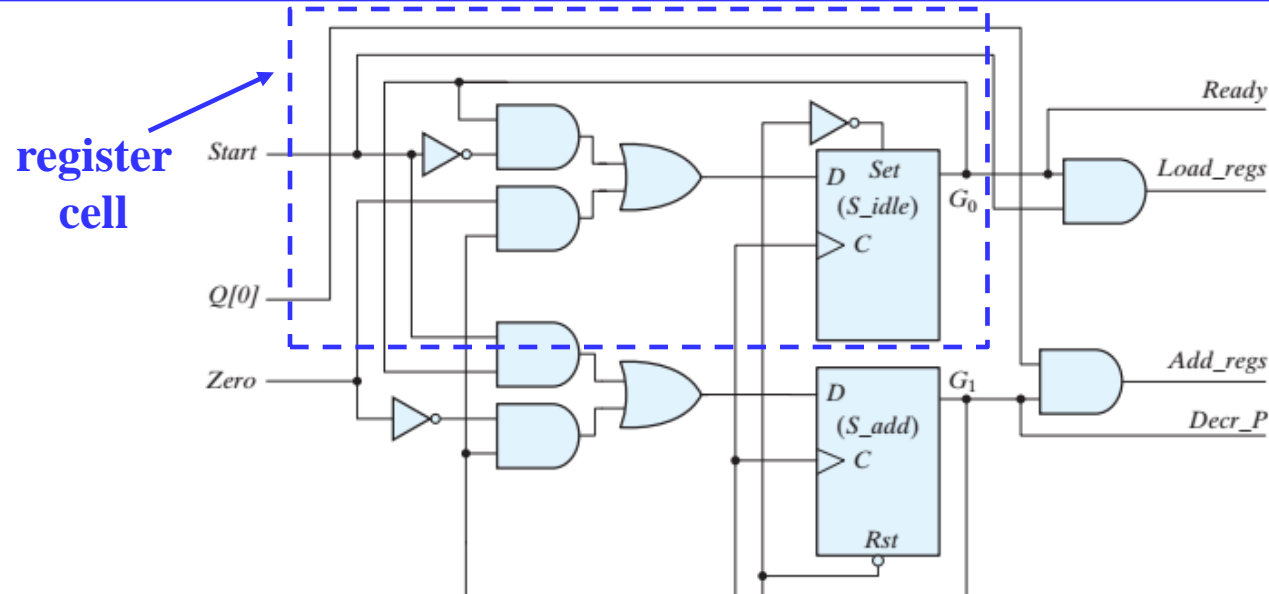 register
cell
Start
Q[0]
Zero
D
Set
(S_idle)
C
G₀
D
(S_add)
C
Rst
G₁
Ready
Load_regs
Add_regs
Decr_P